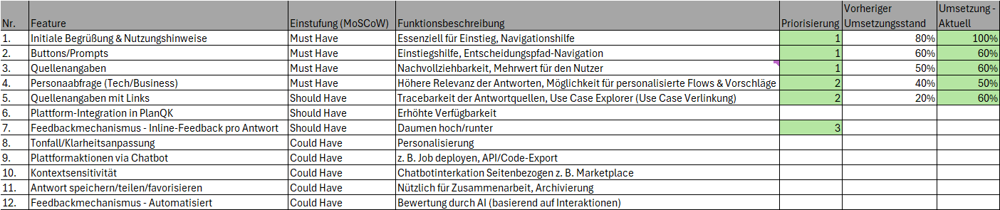 Nr. Feature Einstufung (MoSCoW) Funktionsbeschreibung Priorisierung Vorheriger Umsetzungsstand Umsetzung - Aktuell
1. Initiale Begrüßung & Nutzungshinweise Must Have Essenziell für Einstieg, Navigationshilfe 1 80% 100%
2. Buttons/Prompts Must Have Einstiegshilfe, Entscheidungspfad-Navigation 1 60% 60%
3. Quellenangaben Must Have Nachvollziehbarkeit, Mehrwert für den Nutzer 1 50% 60%
4. Personaabfrage (Tech/Business) Must Have Höhere Relevanz der Antworten, Möglichkeit für personalisierte Flows & Vorschläge 2 40% 50%
5. Quellenangaben mit Links Should Have Tracebarkeit der Antwortquellen, Use Case Explorer (Use Case Verlinkung) 2 20% 60%
6. Plattform-Integration in PlanQK Should Have Erhöhte Verfügbarkeit
7. Feedbackmechanismus - Inline-Feedback pro Antwort Should Have Daumen hoch/runter 3
8. Tonfall/Klarheitsanpassung Could Have Personalisierung
9. Plattformaktionen via Chatbot Could Have z. B. Job deployen, API/Code-Export
10. Kontextsensitivität Could Have Chatbotinterkation Seitenbezogen z. B. Marketplace
11. Antwort speichern/teilen/favorisieren Could Have Nützlich für Zusammenarbeit, Archivierung
12. Feedbackmechanismus - Automatisiert Could Have Bewertung durch AI (basierend auf Interaktionen)